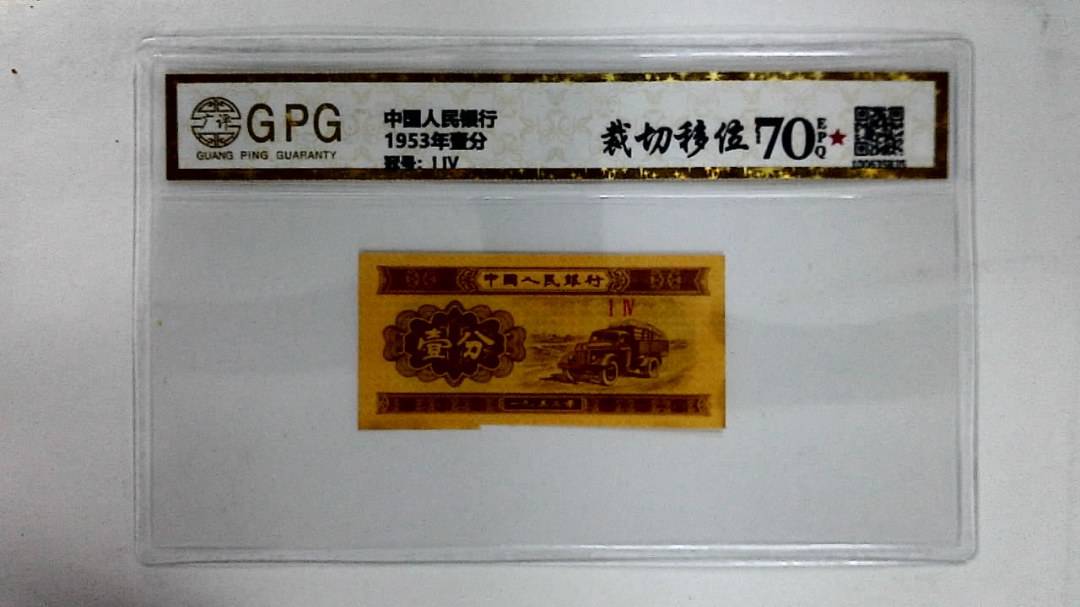 GPG
GUANG PING GUARANTY
中国人民银行
1953年壹分
冠号: I IV
裁切移位
70
EPQ
中國人民銀行
I IV
壹分
一九五三年